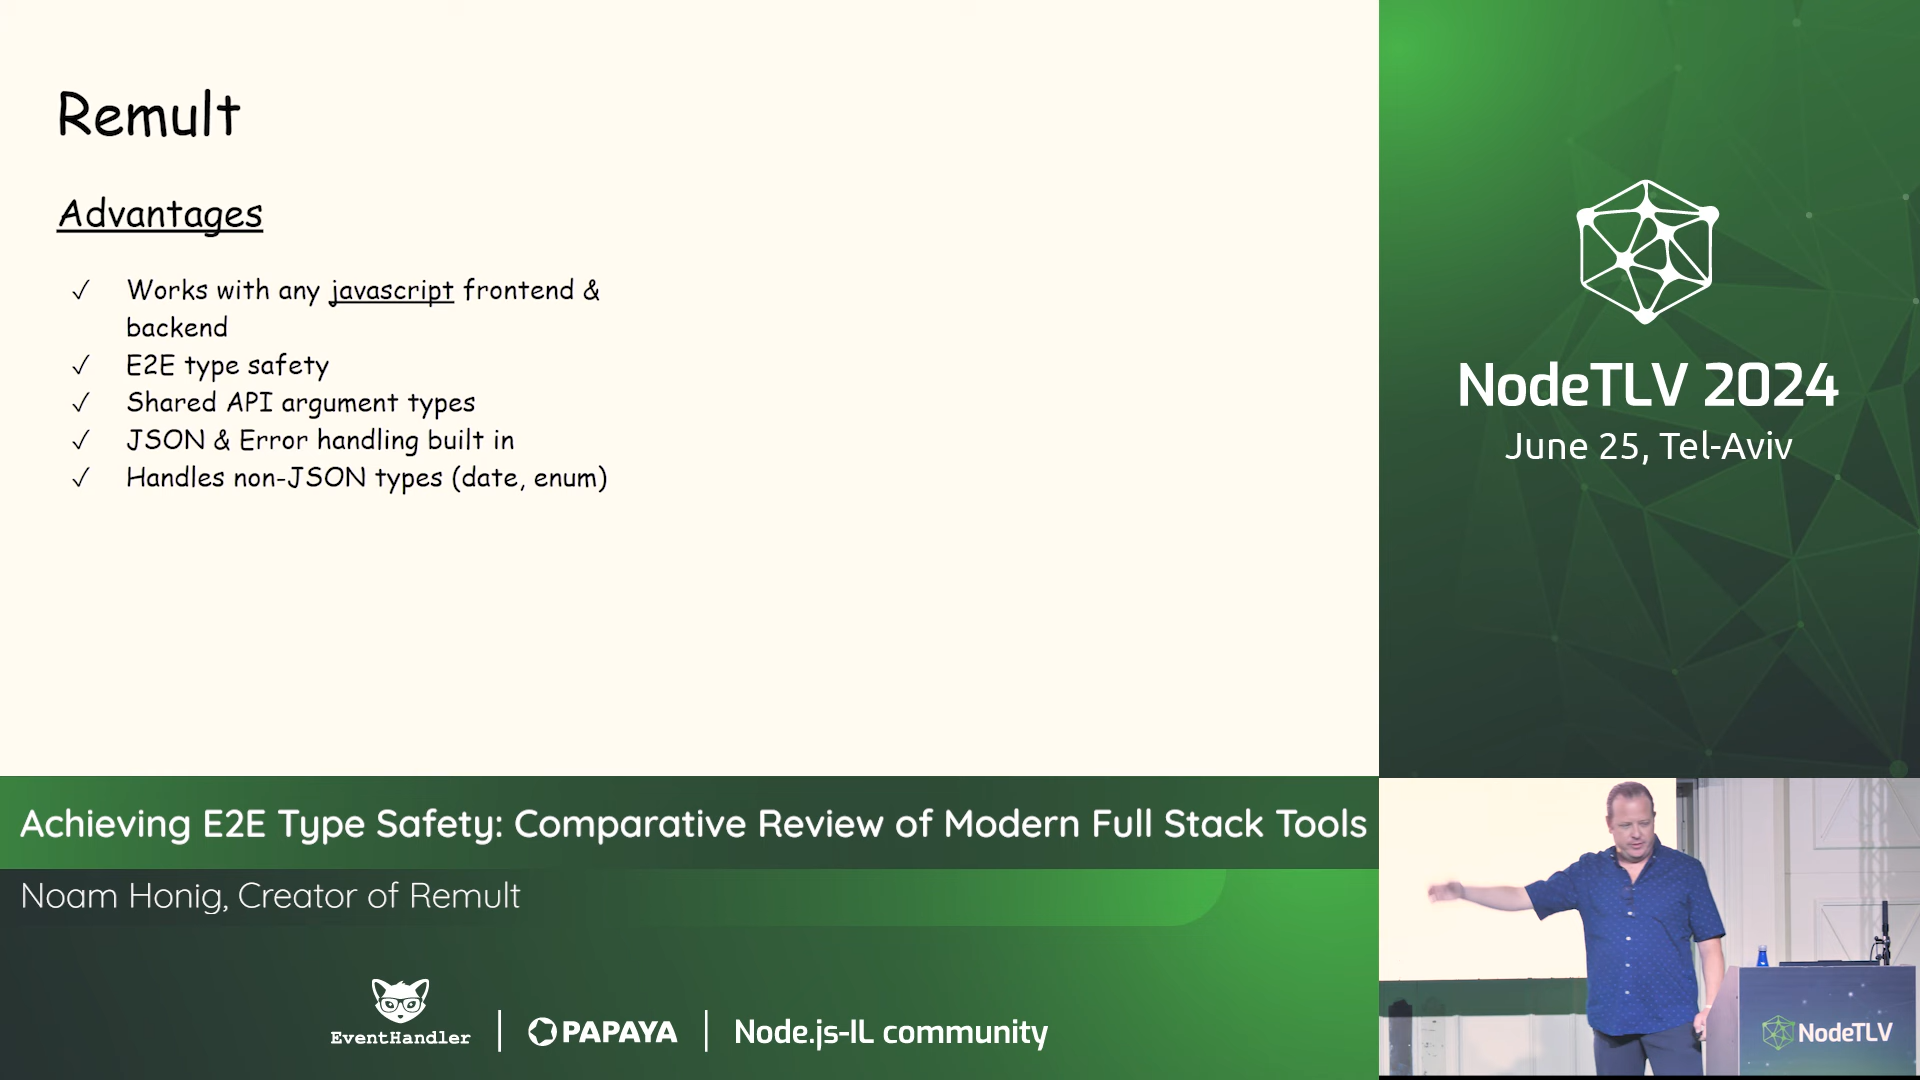 Remult
Advantages
✓ Works with any javascript frontend &
backend
✓ E2E type safety
✓ Shared API argument types
✓ JSON & Error handling built in
✓ Handles non-JSON types (date, enum)
NodeTLV 2024
June 25, Tel-Aviv
Achieving E2E Type Safety: Comparative Review of Modern Full Stack Tools
Noam Honig, Creator of Remult
EventHandler
PAPAYA
Node.js-IL community
NodeTLV